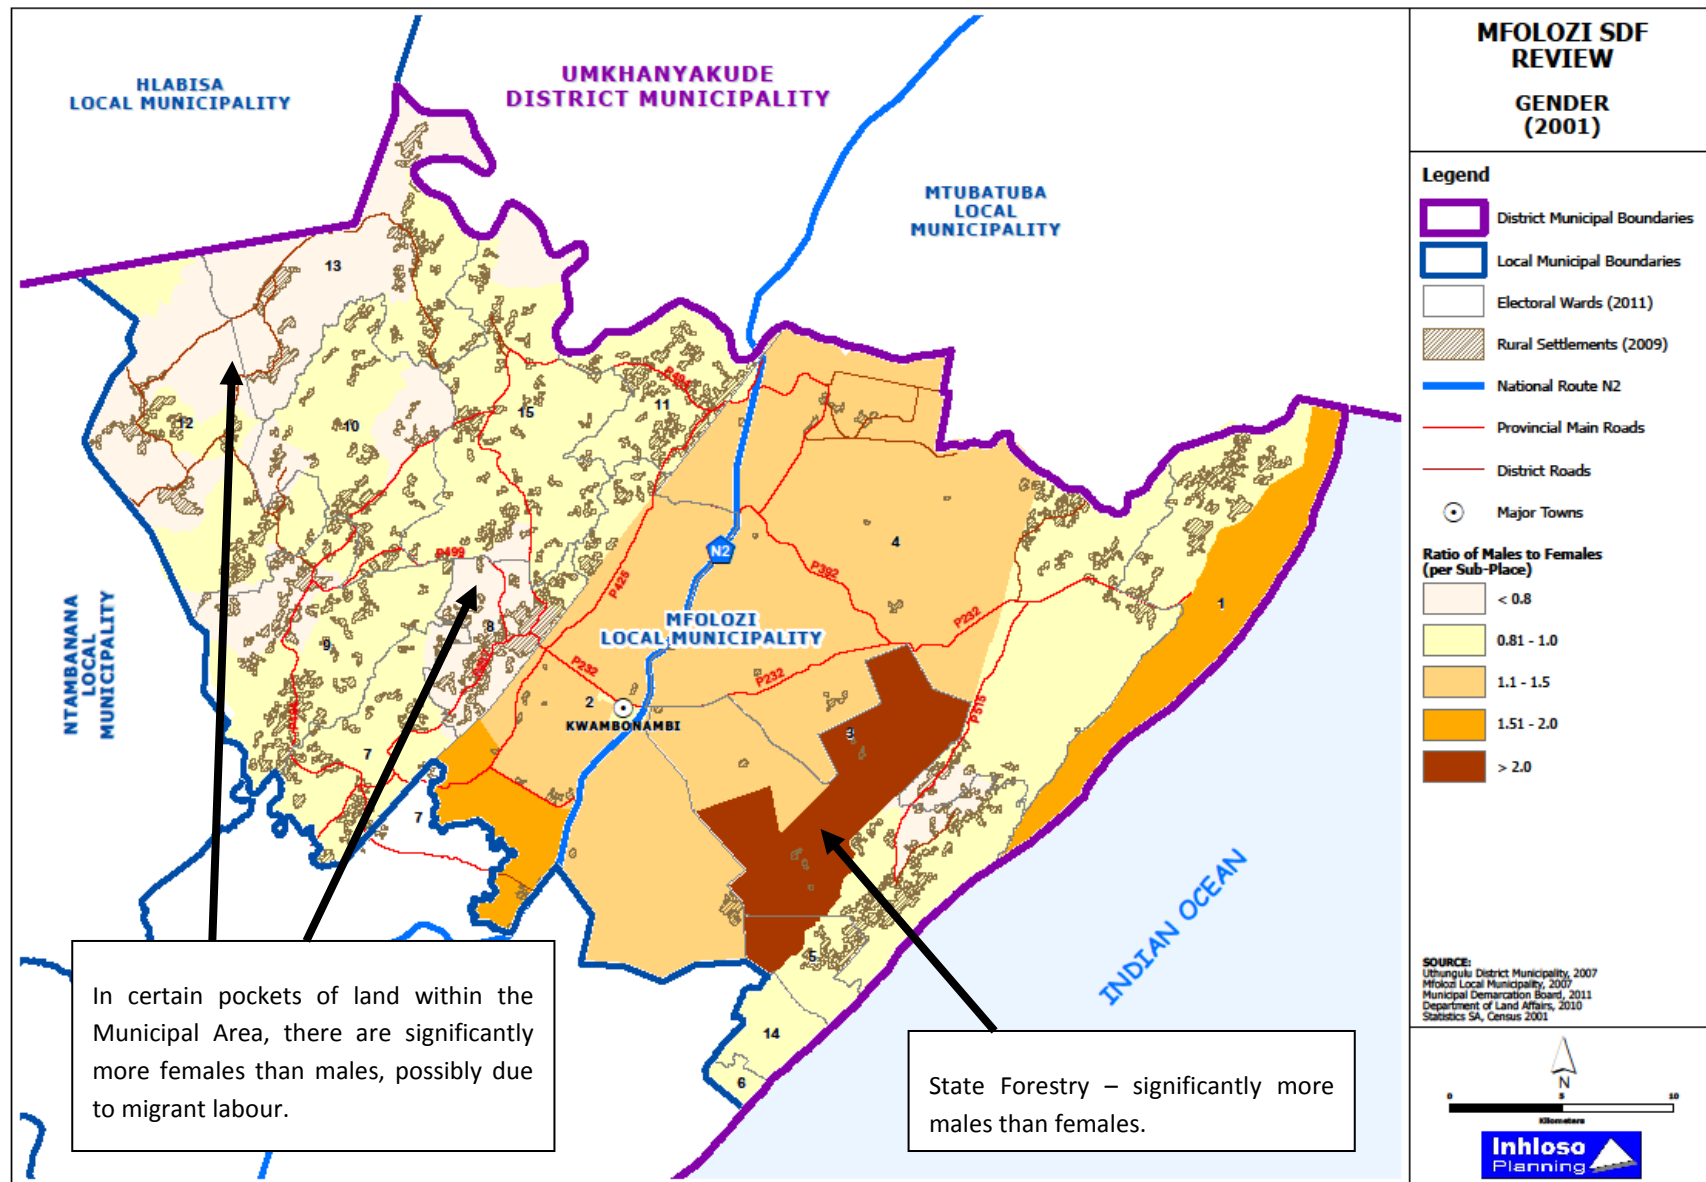 MFOLOZI SDF
REVIEW
GENDER
(2001)
HLABISA
LOCAL MUNICIPALITY
UMKHANYAKUDE
DISTRICT MUNICIPALITY
MTUBATUBA
LOCAL
MUNICIPALITY
NTAMBANANA
LOCAL
MUNICIPALITY
MFOLOZI
LOCAL MUNICIPALITY
KWAMBONAMBI
INDIAN OCEAN
N2
13
12
10
15
11
4
1
9
8
2
3
7
7
5
14
6
P425
P392
P232
P232
P232
P515
P499
In certain pockets of land within the
Municipal Area, there are significantly
more females than males, possibly due
to migrant labour.
State Forestry – significantly more
males than females.
Legend
District Municipal Boundaries
Local Municipal Boundaries
Electoral Wards (2011)
Rural Settlements (2009)
National Route N2
Provincial Main Roads
District Roads
Major Towns
Ratio of Males to Females
(per Sub-Place)
< 0.8
0.81 - 1.0
1.1 - 1.5
1.51 - 2.0
> 2.0
SOURCE:
Uthungulu District Municipality, 2007
Mfolozi Local Municipality, 2007
Municipal Demarcation Board, 2011
Department of Land Affairs, 2010
Statistics SA, Census 2001
N
0 5 10
Kilometers
Inhlosa
Planning